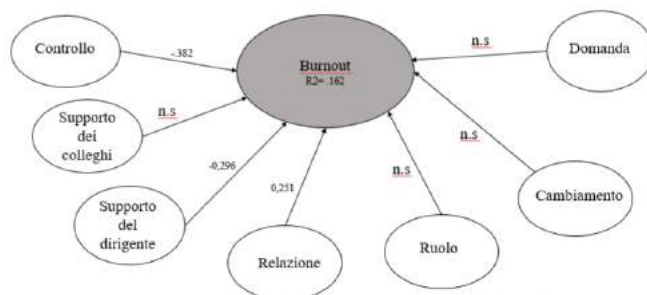 Controllo
-.382
Burnout
R2= .162
n.s
Domanda
Supporto
dei
colleghi
n.s
n.s
Cambiamento
Supporto
del
dirigente
-0,296
0,251
n.s
Relazione
Ruolo